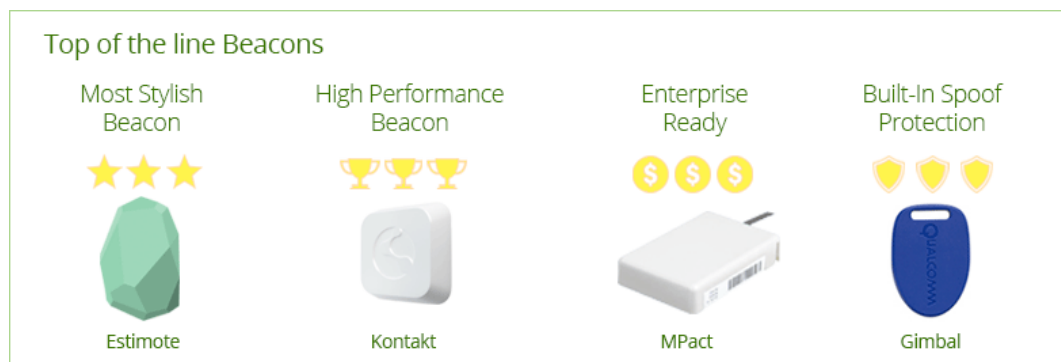 Top of the line Beacons
Most Stylish
Beacon
High Performance
Beacon
Enterprise
Ready
Built-In Spoof
Protection
$ $ $
QUALCOMM
Estimote
Kontakt
MPact
Gimbal